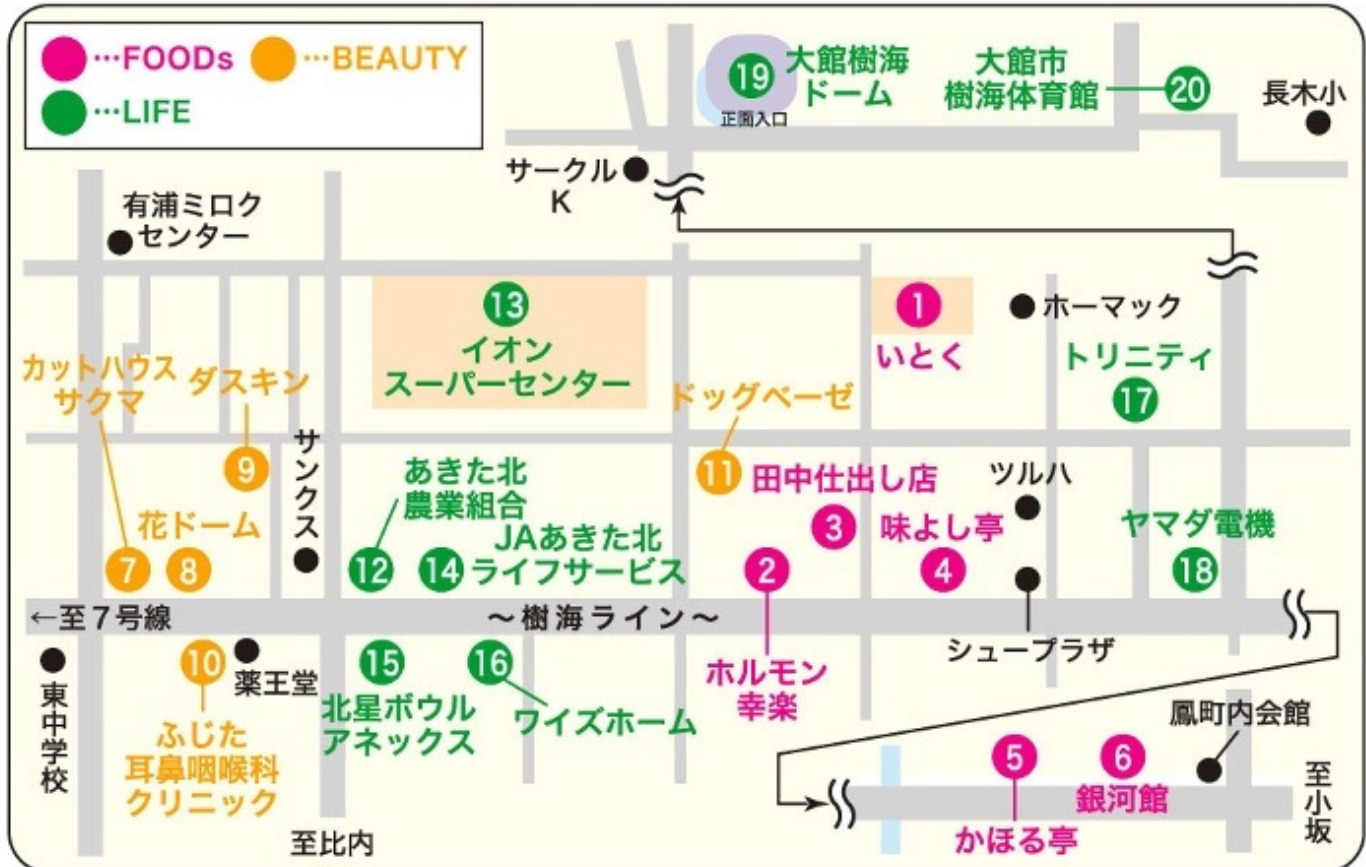 …FOODs
…BEAUTY
…LIFE
19
大館樹海
ドーム
正面入口
大館市
樹海体育館
20
長木小
サークル
K
有浦ミロク
センター
13
イオン
スーパーセンター
1
いとく
ホーマック
トリニティ
17
カットハウス
サクマ
ダスキン
9
サンクス
ドッグベーゼ
11
あきた北
農業組合
田中仕出し店
3
ツルハ
味よし亭
4
ヤマダ電機
18
花ドーム
7
8
12
14
JAあきた北
ライフサービス
2
←至7号線
～樹海ライン～
東中学校
10
薬王堂
ふじた
耳鼻咽喉科
クリニック
15
北星ボウル
アネックス
16
ワイズホーム
ホルモン
幸楽
シュープラザ
鳳町内会館
5
かほる亭
6
銀河館
至小坂
至比内